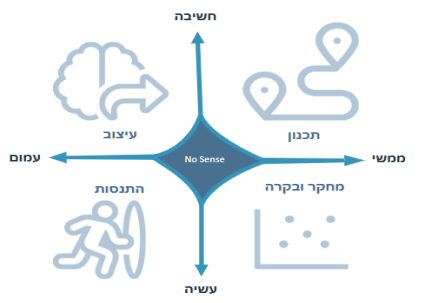 חשיבה
עיצוב
תכנון
עמום
No Sense
ממשי
התנסות
מחקר ובקרה
עשיה